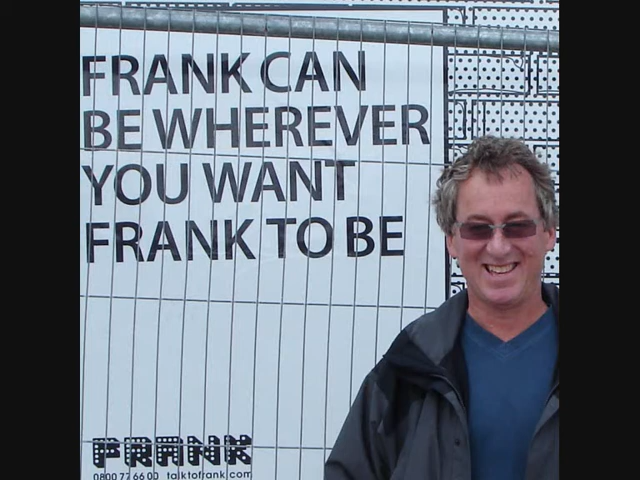 FRANK CAN
BE WHEREVER
YOU WANT
FRANK TO BE
FRANK
0800 77 66 00 talktofrank.com